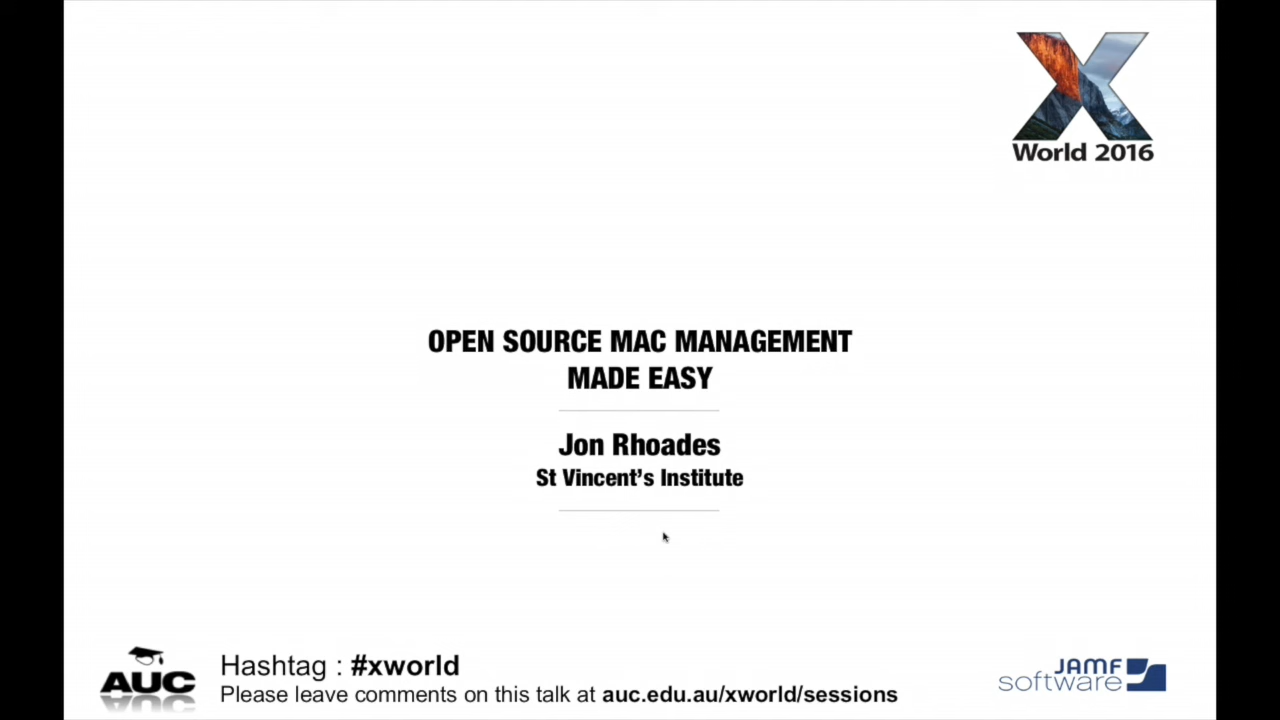 X
World 2016
OPEN SOURCE MAC MANAGEMENT
MADE EASY
Jon Rhoades
St Vincent's Institute
AUC
Hashtag : #xworld
Please leave comments on this talk at auc.edu.au/xworld/sessions
JAMF
software